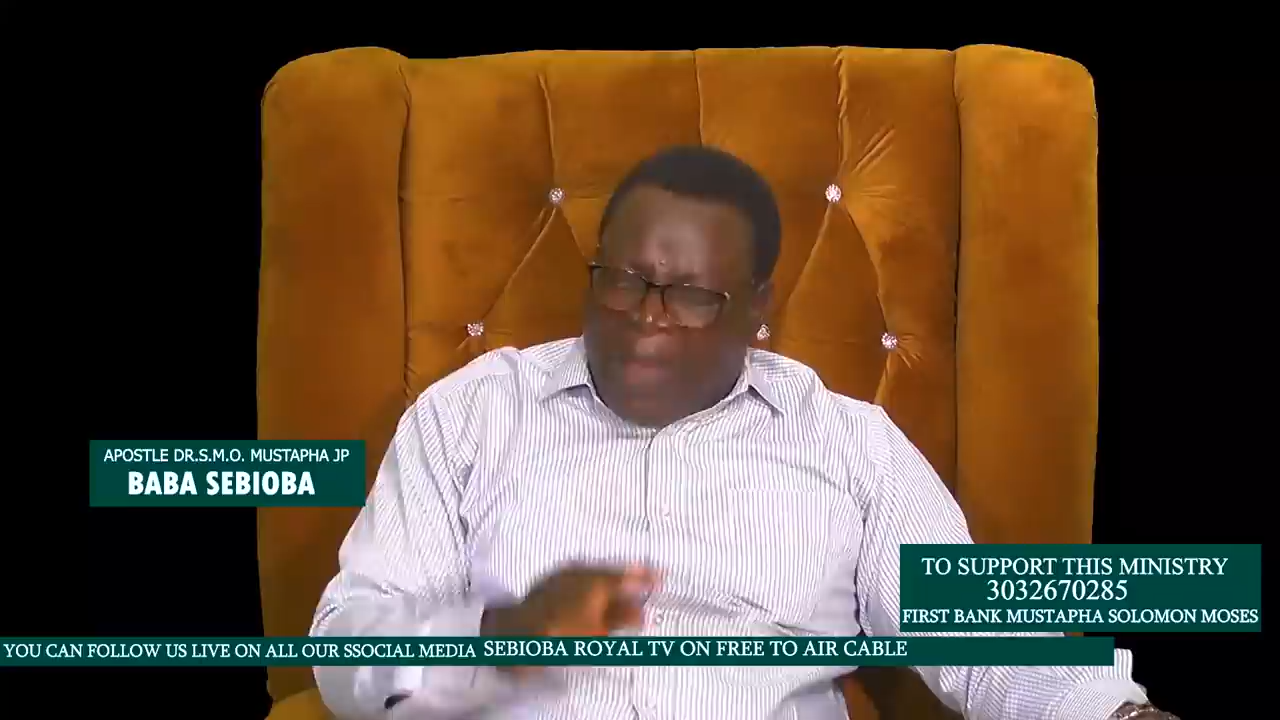 APOSTLE DR.S.M.O. MUSTAPHA JP
BABA SEBIOBA
TO SUPPORT THIS MINISTRY
3032670285
FIRST BANK MUSTAPHA SOLOMON MOSES
YOU CAN FOLLOW US LIVE ON ALL OUR SSOCIAL MEDIA SEBIOBA ROYAL TV ON FREE TO AIR CABLE